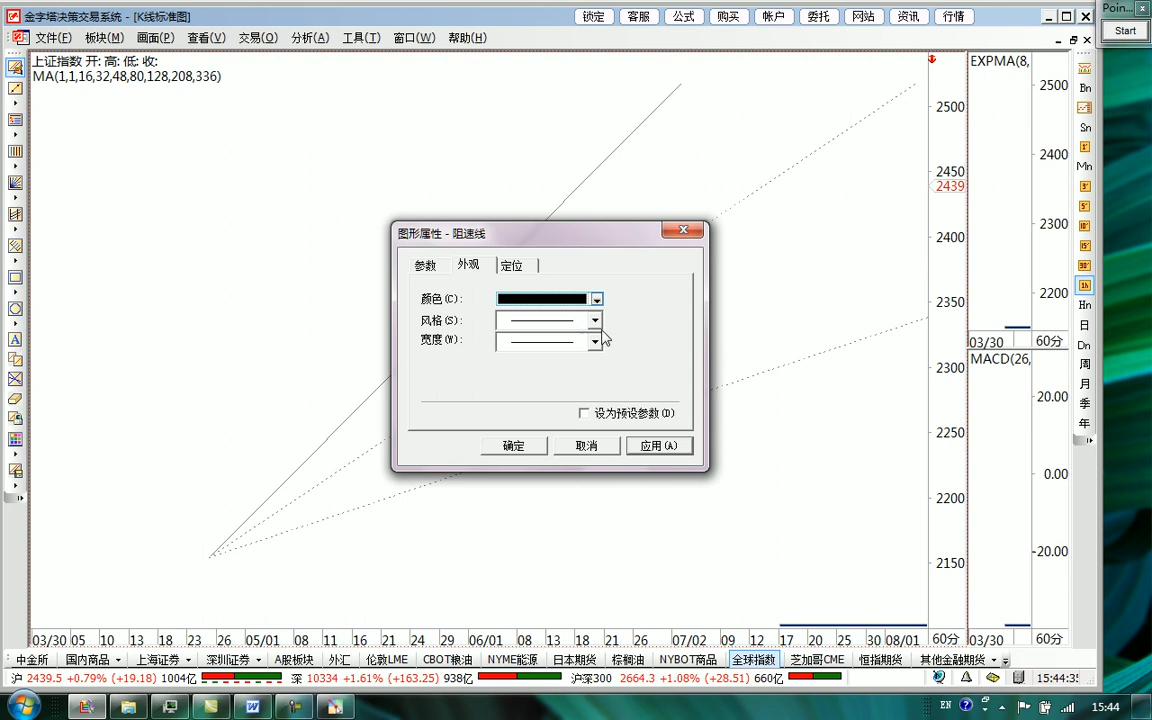 金字塔决策交易系统 - [K线标准图]
锁定 客服 公式 购买 帐户 委托 网站 资讯 行情
Poin...
Start
文件(F) 板块(M) 画面(P) 查看(V) 交易(Q) 分析(A) 工具(T) 窗口(W) 帮助(H)
上证指数 开: 高: 低: 收:
MA(1,1,16,32,48,80,128,208,336)
2500
2450
2439
2400
2350
2300
2250
2200
2150
EXPMA(8,
2500
2400
2300
2200
03/30 60分
MACD(26,
20.00
0.00
-20.00
03/30 60分
Bn
Sn
Mn
1h
Hn
日
Dn
周
月
季
年
图形属性 - 阻速线
参数 外观 定位
颜色(C):
风格(S):
宽度(W):
设为预设参数(D)
确定 取消 应用(A)
03/30 05 10 13 18 23 26 05/01 08 11 16 21 24 29 06/01 08 13 18 21 26 07/02 09 12 17 20 25 30 08/01 60分
中金所 国内商品 上海证券 深圳证券 A股板块 外汇 伦敦LME CBOT粮油 NYME能源 日本期货 棕榈油 NYBOT商品 全球指数 芝加哥CME 恒指期货 其他金融期货
沪 2439.5 +0.79% (+19.18) 1004亿 深 10334 +1.61% (+163.25) 938亿 沪深300 2664.3 +1.08% (+28.51) 660亿 15:44:35
EN 15:44